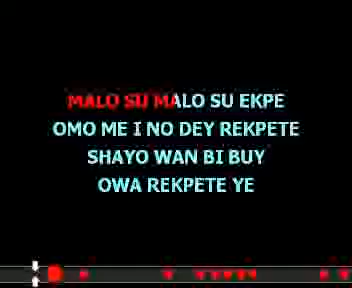 MALO SU MALO SU EKPE
OMO ME I NO DEY REKPETE
SHAYO WAN BI BUY
OWA REKPETE YE